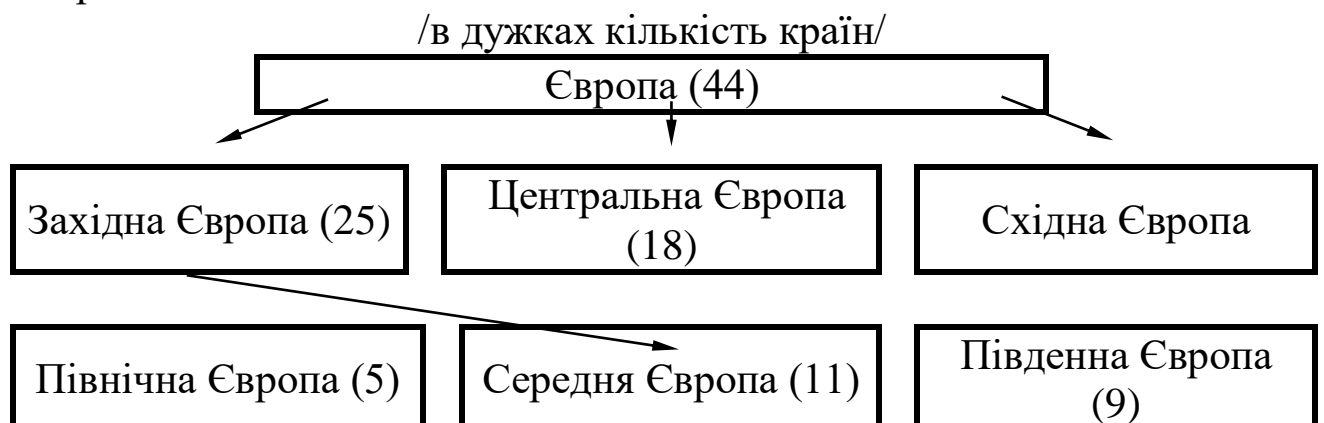 /в дужках кількість країн/
Європа (44)
Західна Європа (25)
Центральна Європа
(18)
Східна Європа
Північна Європа (5)
Середня Європа (11)
Південна Європа
(9)